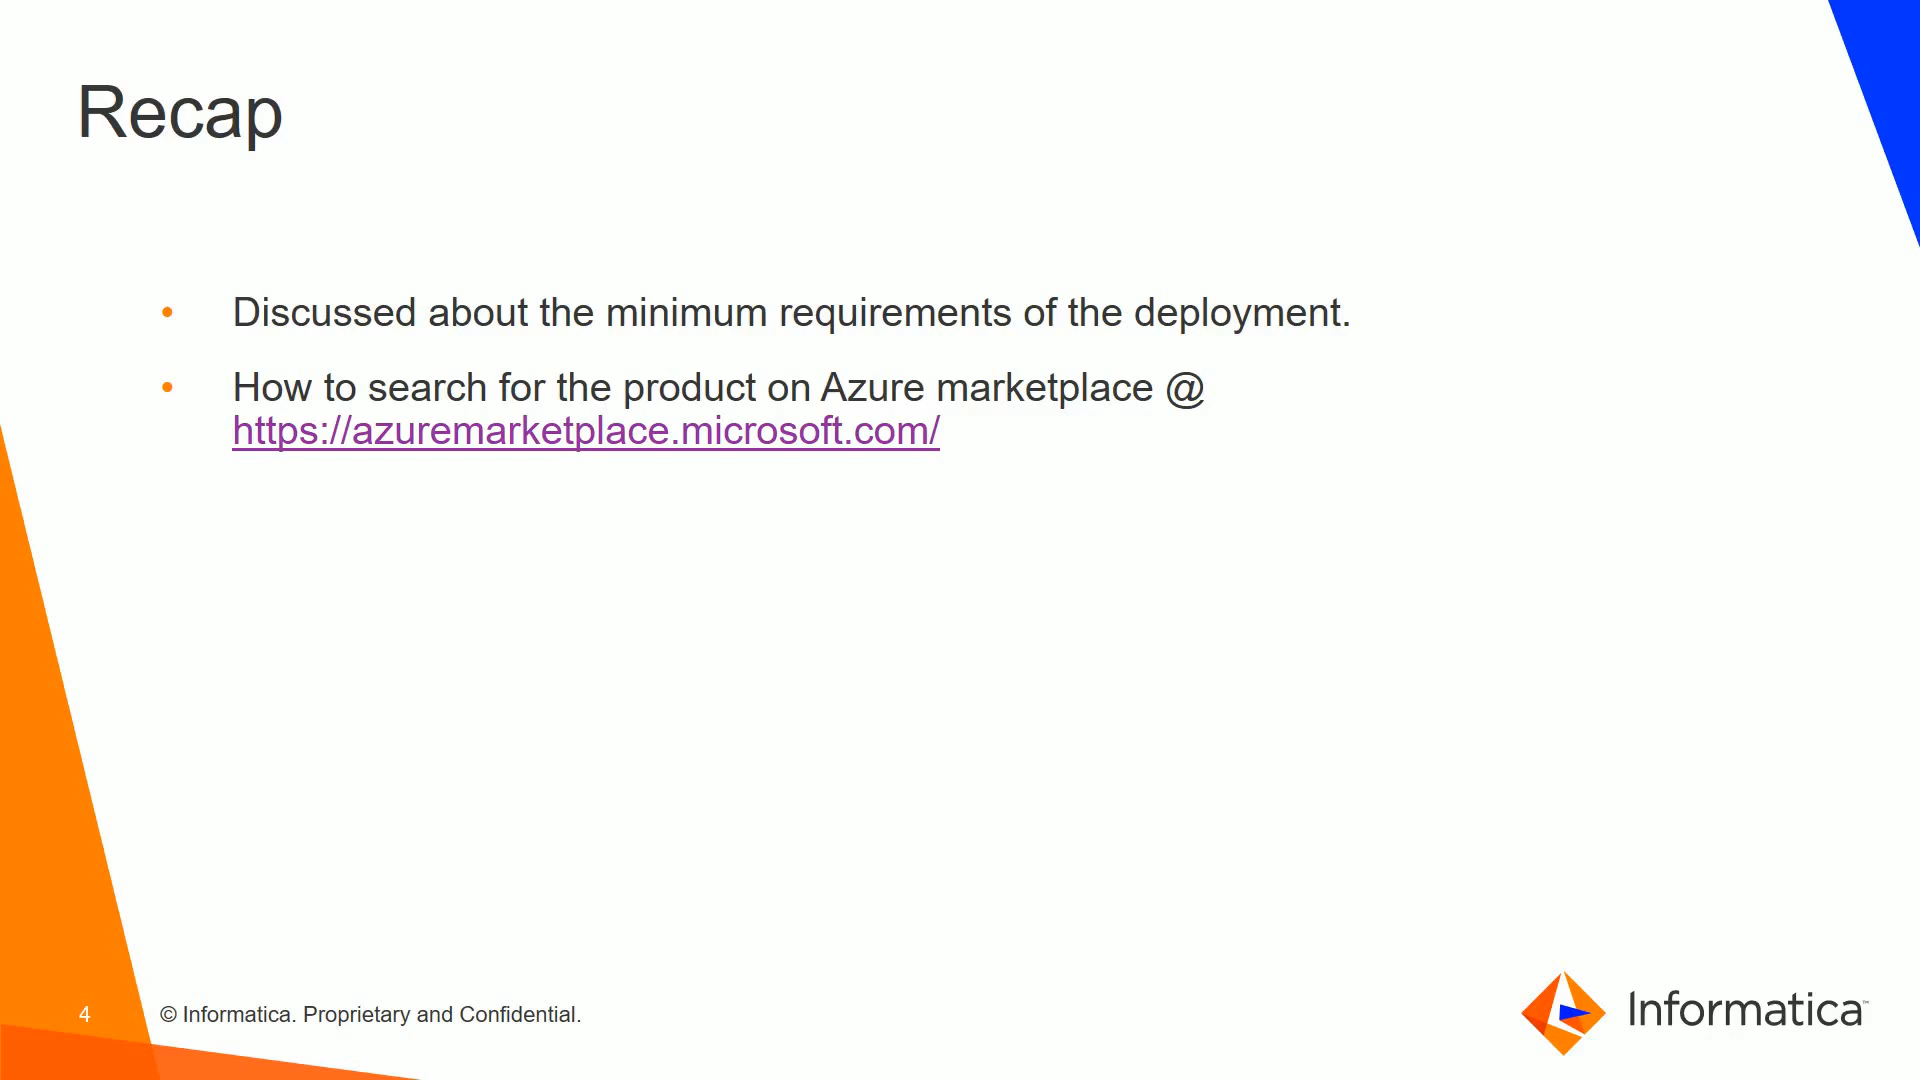 Recap
• Discussed about the minimum requirements of the deployment.
• How to search for the product on Azure marketplace @
https://azuremarketplace.microsoft.com/
4
© Informatica. Proprietary and Confidential.
Informatica™